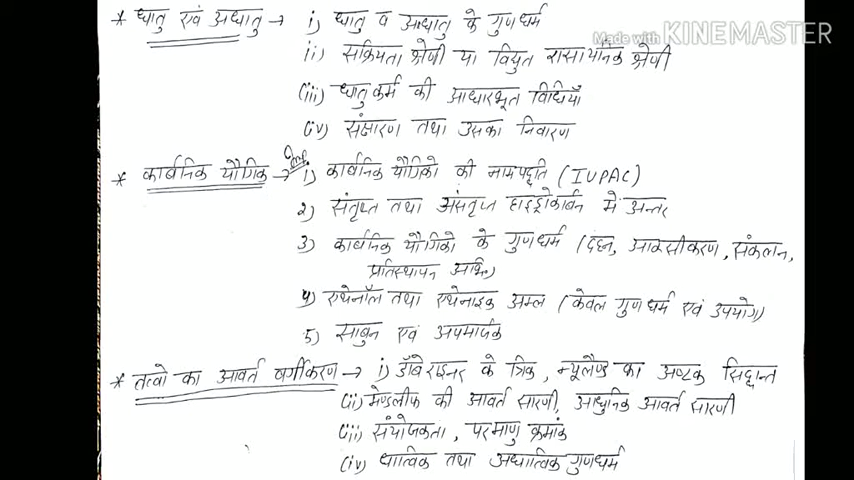 Made with KINEMASTER
* धातु एवं अधातु → i) धातु व अधातु के गुणधर्म
ii) सक्रियता श्रेणी या विद्युत रासायनिक श्रेणी
(iii) धातुकर्म की आधारभूत विधियाँ
(iv) संक्षारण तथा उसका निवारण
* कार्बनिक यौगिक → Imp. 1) कार्बनिक यौगिको की नामपद्दति (IUPAC)
2) संतृप्त तथा असंतृप्त हाइड्रोकार्बन मे अन्तर
3) कार्बनिक यौगिको के गुणधर्म (दहन, आक्सीकरण, संकलन,
प्रतिस्थापन आदि)
4) एथेनॉल तथा एथेनाइक अम्ल (केवल गुणधर्म एवं उपयोग)
5) साबुन एवं अपमार्जक
* तत्वो का आवर्त वर्गीकरण → i) डॉबेराइनर के त्रिक, न्यूलैण्ड का अष्टक सिद्दान्त
(ii) मेण्डलीफ की आवर्त सारणी, आधुनिक आवर्त सारणी
(iii) संयोजकता, परमाणु क्रमांक
(iv) धात्विक तथा अधात्विक गुणधर्म